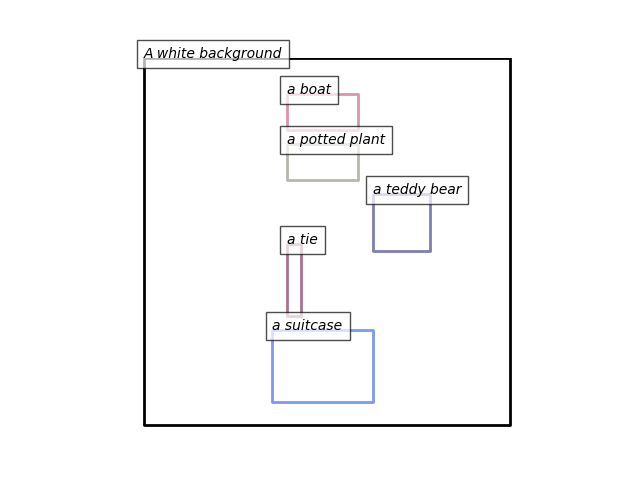 A white background
a boat
a potted plant
a teddy bear
a tie
a suitcase